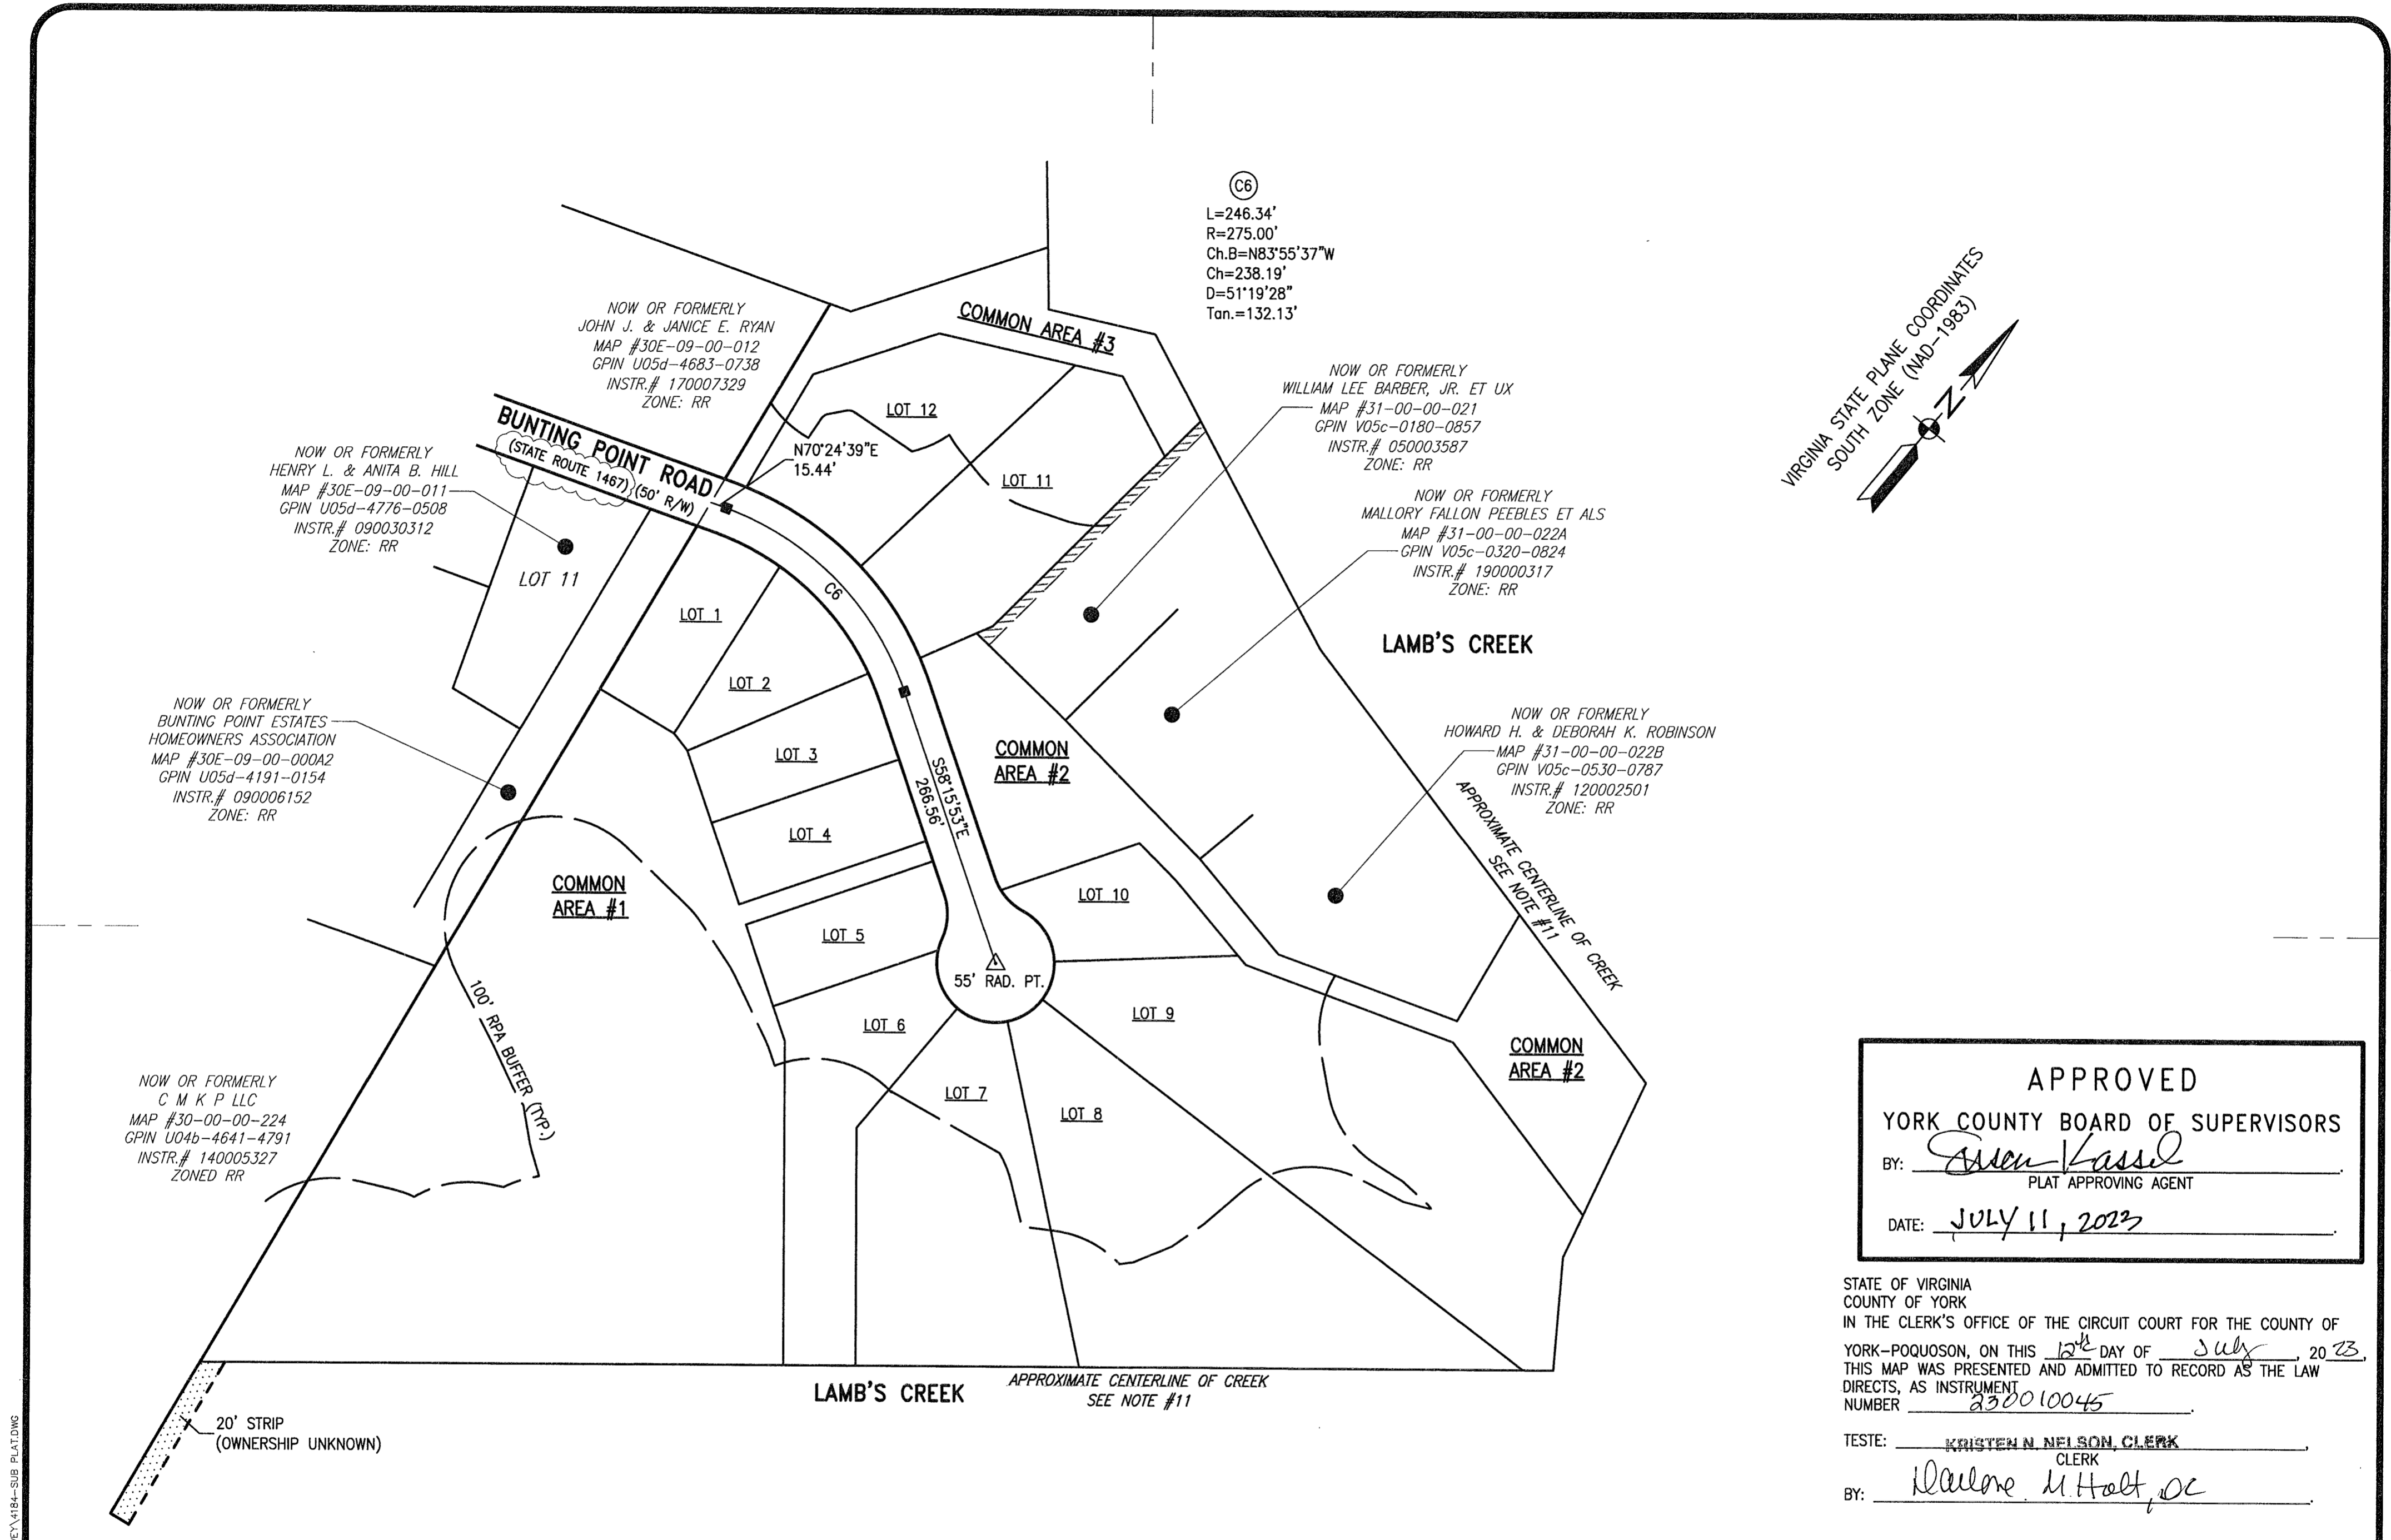 C6
L=246.34'
R=275.00'
Ch.B=N83°55'37"W
Ch=238.19'
D=51°19'28"
Tan.=132.13'
VIRGINIA STATE PLANE COORDINATES
SOUTH ZONE (NAD-1983)
N
NOW OR FORMERLY
JOHN J. & JANICE E. RYAN
MAP #30E-09-00-012
GPIN U05d-4683-0738
INSTR.# 170007329
ZONE: RR
COMMON AREA #3
NOW OR FORMERLY
WILLIAM LEE BARBER, JR. ET UX
MAP #31-00-00-021
GPIN V05c-0180-0857
INSTR.# 050003587
ZONE: RR
BUNTING POINT ROAD
(STATE ROUTE 1467) (50' R/W)
N70°24'39"E
15.44'
LOT 12
LOT 11
NOW OR FORMERLY
HENRY L. & ANITA B. HILL
MAP #30E-09-00-011
GPIN U05d-4776-0508
INSTR.# 090030312
ZONE: RR
LOT 11
NOW OR FORMERLY
MALLORY FALLON PEEBLES ET ALS
MAP #31-00-00-022A
GPIN V05c-0320-0824
INSTR.# 190000317
ZONE: RR
C6
LOT 1
LOT 2
LOT 3
LOT 4
S58°15'53"E
266.56'
COMMON
AREA #2
LAMB'S CREEK
NOW OR FORMERLY
BUNTING POINT ESTATES
HOMEOWNERS ASSOCIATION
MAP #30E-09-00-000A2
GPIN U05d-4191-0154
INSTR.# 090006152
ZONE: RR
NOW OR FORMERLY
HOWARD H. & DEBORAH K. ROBINSON
MAP #31-00-00-022B
GPIN V05c-0530-0787
INSTR.# 120002501
ZONE: RR
APPROXIMATE CENTERLINE OF CREEK
SEE NOTE #11
COMMON
AREA #1
LOT 5
LOT 10
55' RAD. PT.
LOT 6
LOT 9
LOT 7
LOT 8
COMMON
AREA #2
100' RPA BUFFER (TYP.)
NOW OR FORMERLY
C M K P LLC
MAP #30-00-00-224
GPIN U04b-4641-4791
INSTR.# 140005327
ZONED RR
LAMB'S CREEK
APPROXIMATE CENTERLINE OF CREEK
SEE NOTE #11
20' STRIP
(OWNERSHIP UNKNOWN)
APPROVED
YORK COUNTY BOARD OF SUPERVISORS
BY: Susan Kassel
PLAT APPROVING AGENT
DATE: JULY 11, 2023
STATE OF VIRGINIA
COUNTY OF YORK
IN THE CLERK'S OFFICE OF THE CIRCUIT COURT FOR THE COUNTY OF
YORK-POQUOSON, ON THIS 12th DAY OF July, 2023,
THIS MAP WAS PRESENTED AND ADMITTED TO RECORD AS THE LAW
DIRECTS, AS INSTRUMENT
NUMBER 230010045.
TESTE: KRISTEN N. NELSON, CLERK,
CLERK
BY: Darlene M. Holt, DC.
EY\4184-SUB PLAT.DWG